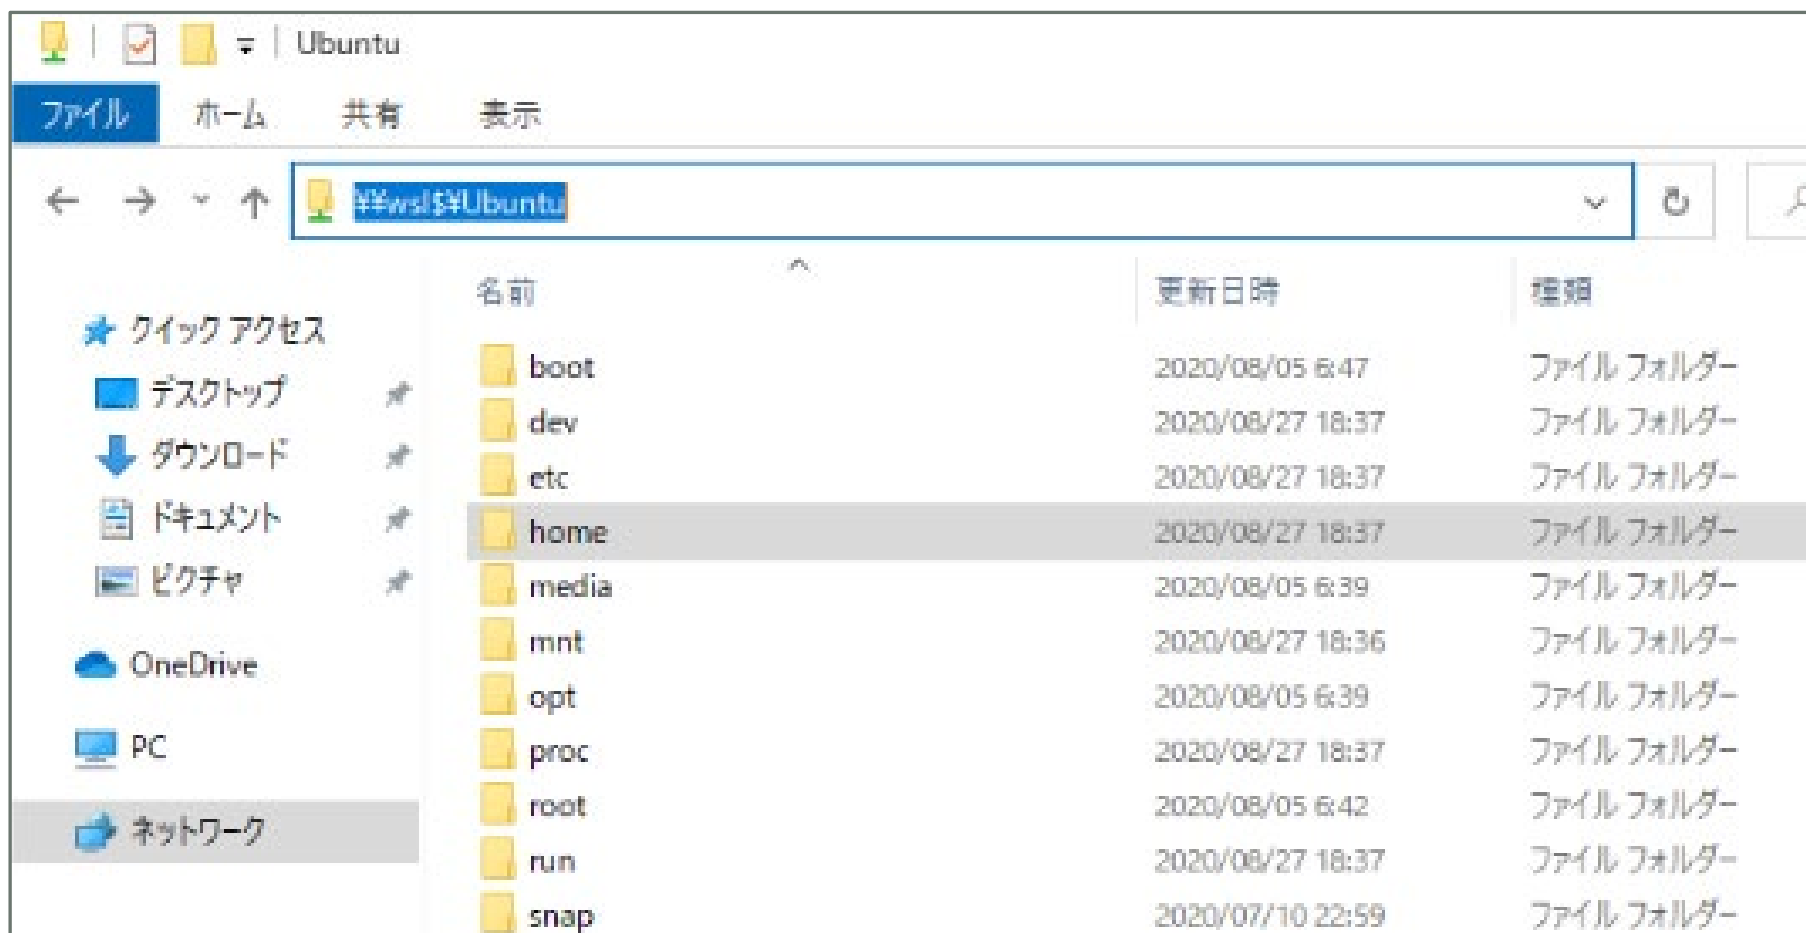 Ubuntu
ファイル ホーム 共有 表示
¥¥wsl$¥Ubuntu
名前 更新日時 種類
クイック アクセス
デスクトップ
ダウンロード
ドキュメント
ピクチャ
OneDrive
PC
ネットワーク
boot 2020/08/05 6:47 ファイル フォルダー
dev 2020/08/27 18:37 ファイル フォルダー
etc 2020/08/27 18:37 ファイル フォルダー
home 2020/08/27 18:37 ファイル フォルダー
media 2020/08/05 6:39 ファイル フォルダー
mnt 2020/08/27 18:36 ファイル フォルダー
opt 2020/08/05 6:39 ファイル フォルダー
proc 2020/08/27 18:37 ファイル フォルダー
root 2020/08/05 6:42 ファイル フォルダー
run 2020/08/27 18:37 ファイル フォルダー
snap 2020/07/10 22:59 ファイル フォルダー